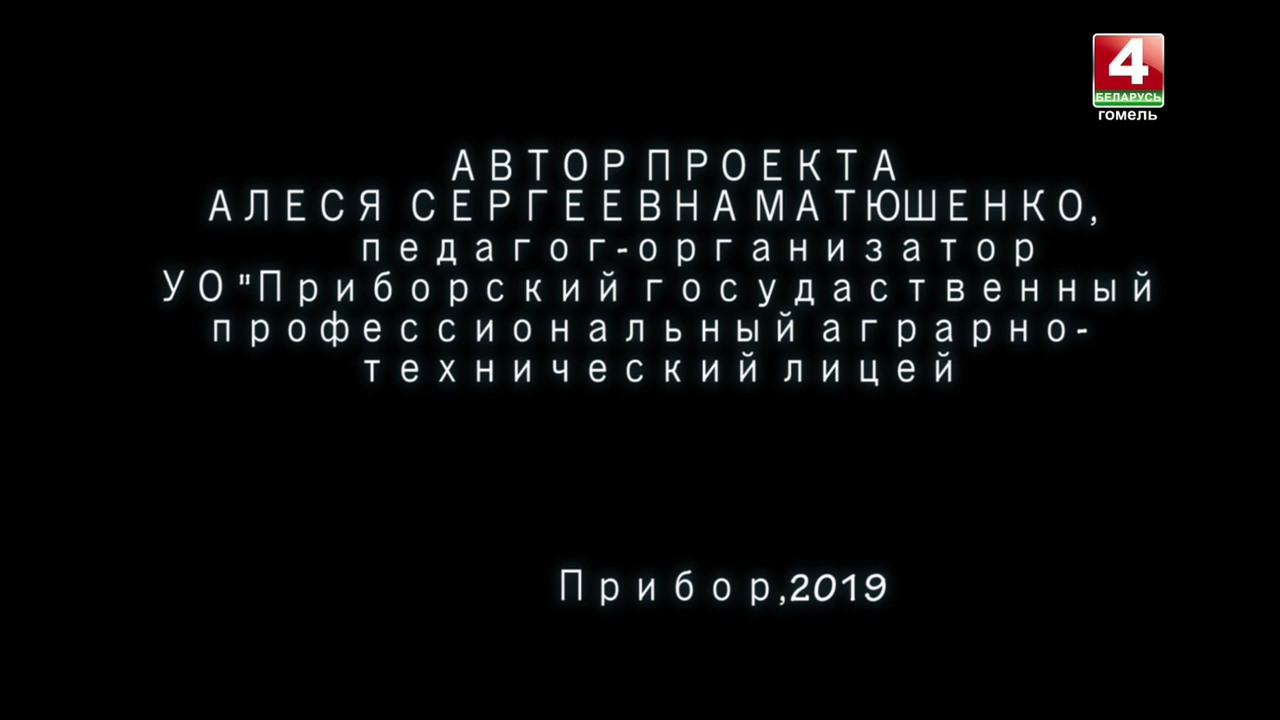 4
БЕЛАРУСЬ
гомель
АВТОР ПРОЕКТА
АЛЕСЯ СЕРГЕЕВНА МАТЮШЕНКО,
педагог-организатор
УО "Приборский государственный
профессиональный аграрно-
технический лицей
Прибор,2019